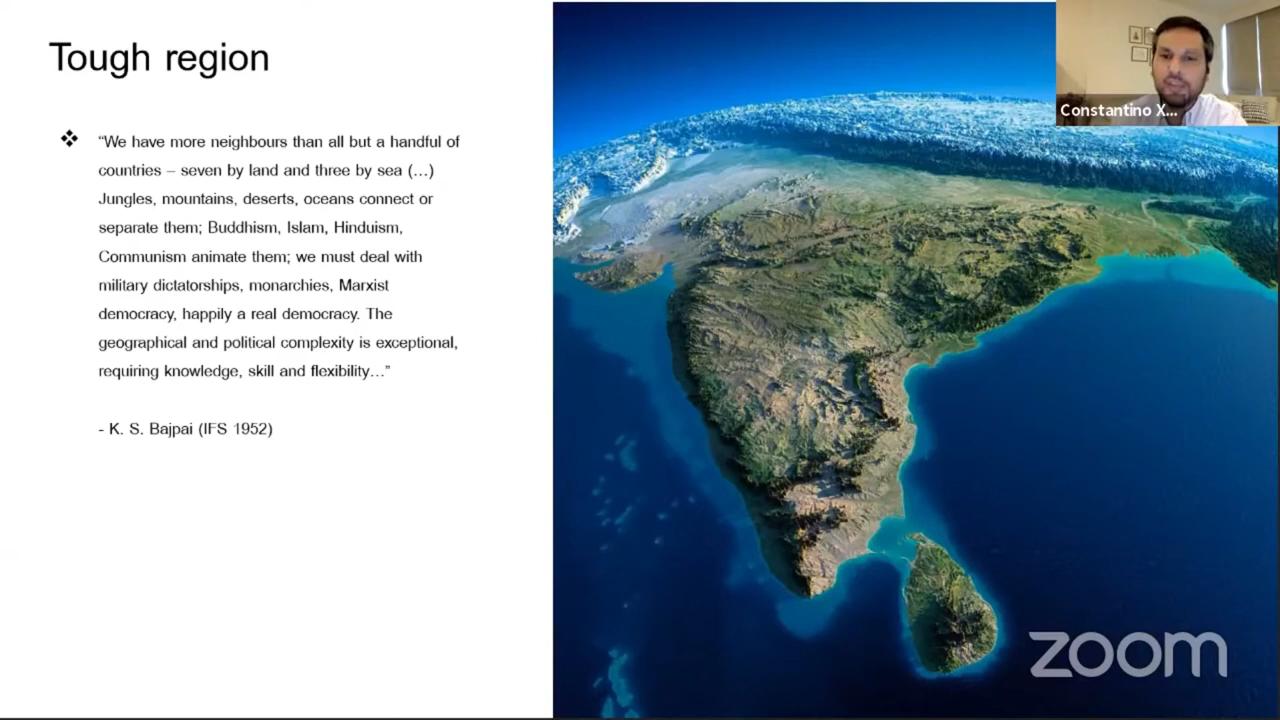 Tough region
Constantino X...
❖ “We have more neighbours than all but a handful of
countries – seven by land and three by sea (…)
Jungles, mountains, deserts, oceans connect or
separate them; Buddhism, Islam, Hinduism,
Communism animate them; we must deal with
military dictatorships, monarchies, Marxist
democracy, happily a real democracy. The
geographical and political complexity is exceptional,
requiring knowledge, skill and flexibility…”
- K. S. Bajpai (IFS 1952)
zoom